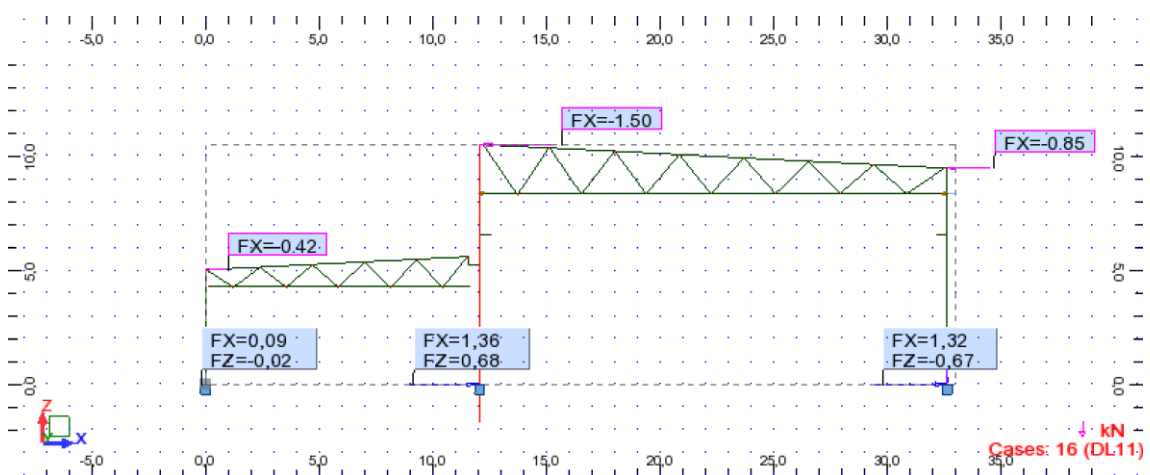 -5,0 0,0 5,0 10,0 15,0 20,0 25,0 30,0 35,0
FX=-1.50
FX=-0.85
10,0 10,0
FX=-0.42
5,0 5,0
FX=0,09
FZ=-0,02
FX=1,36
FZ=0,68
FX=1,32
FZ=-0,67
0,0 0,0
Z
Y
X
kN
Cases: 16 (DL11)
-5,0 0,0 5,0 10,0 15,0 20,0 25,0 30,0 35,0